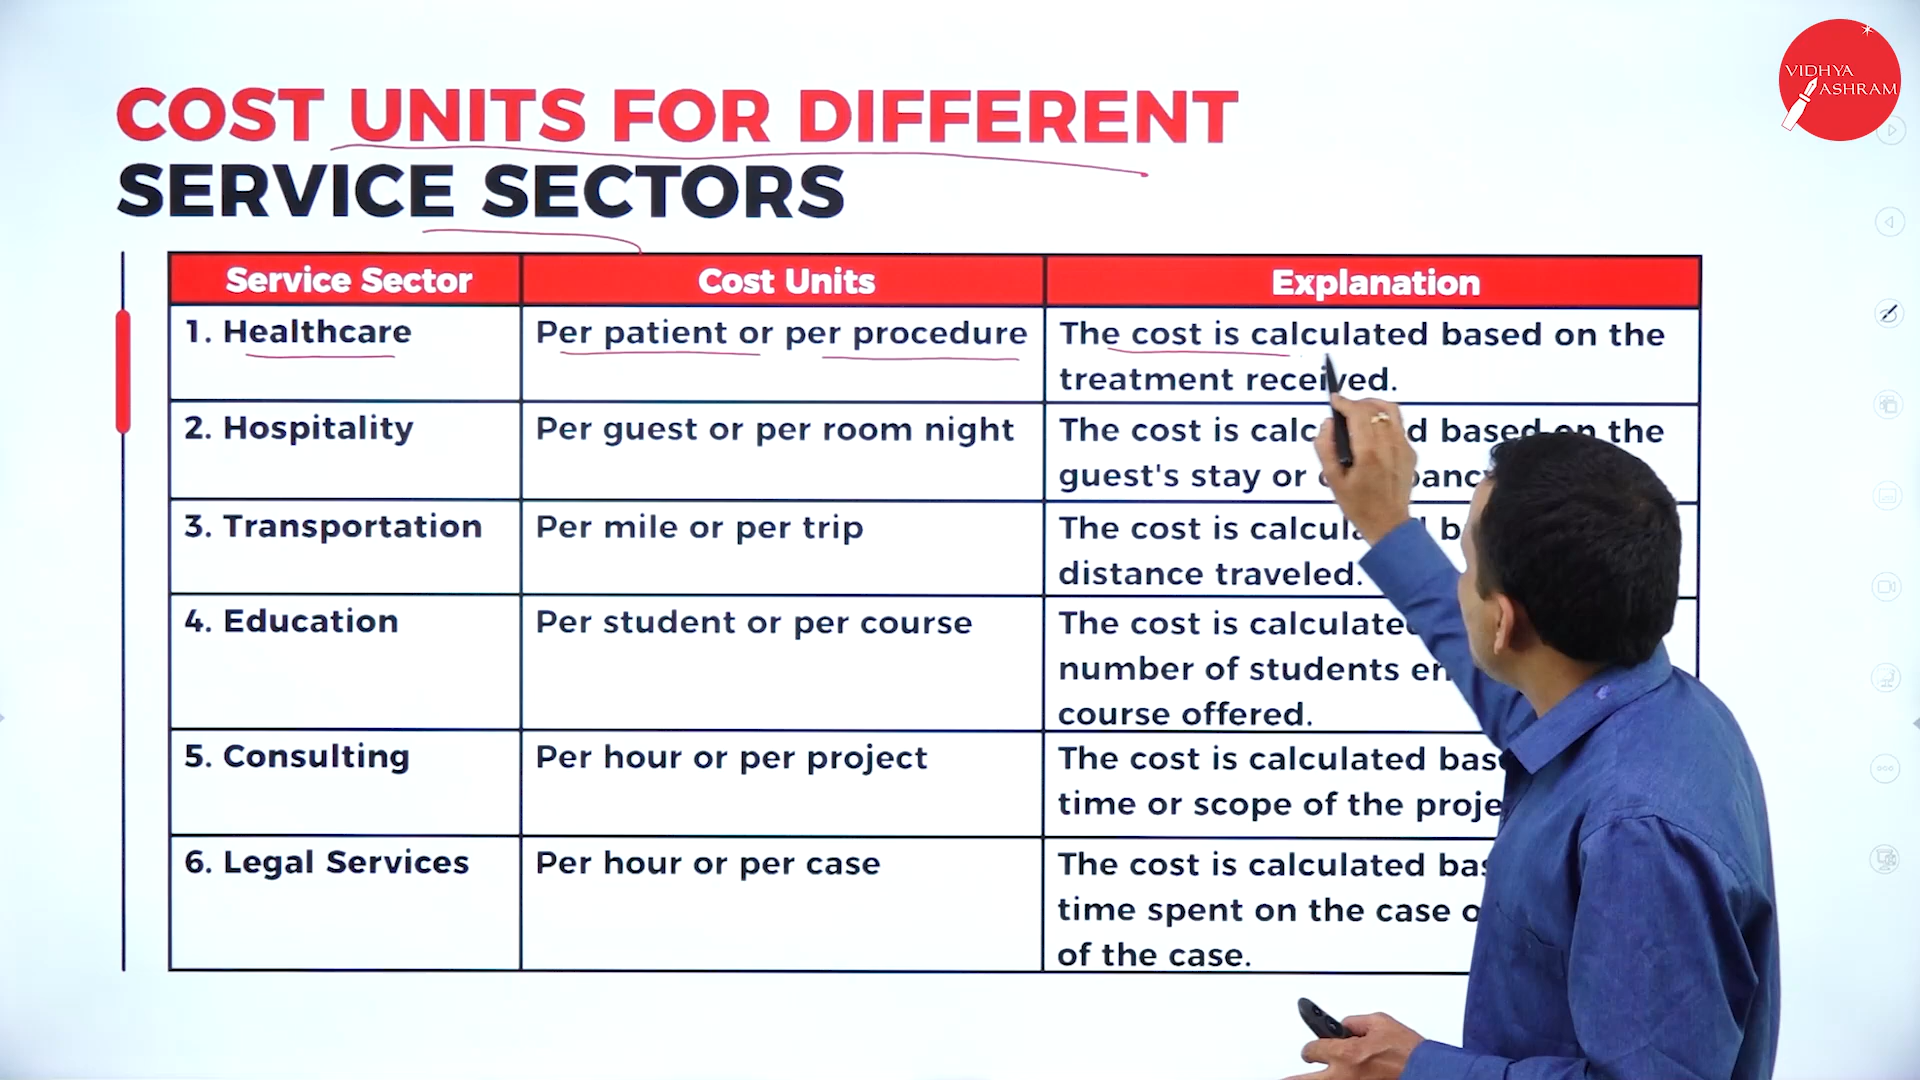 VIDHYA
ASHRAM
COST UNITS FOR DIFFERENT
SERVICE SECTORS
Service Sector Cost Units Explanation
1. Healthcare Per patient or per procedure The cost is calculated based on the
treatment received.
2. Hospitality Per guest or per room night The cost is based on the
guest's stay or
3. Transportation Per mile or per trip The cost is
distance traveled.
4. Education Per student or per course The cost is
number of students
course offered.
5. Consulting Per hour or per project The cost is calculated
time or scope of the
6. Legal Services Per hour or per case The cost is calculated
time spent on the case
of the case.